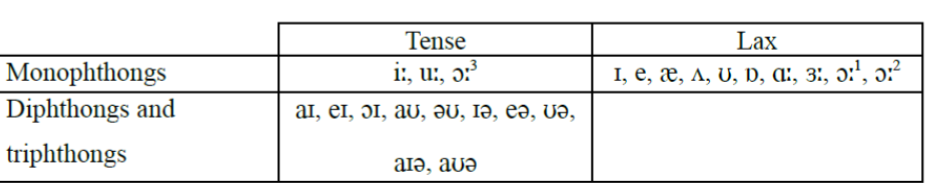 Tense Lax
Monophthongs iː, uː, ɔː³ ɪ, e, æ, ʌ, ʊ, ɒ, ɑː, ɜː, ɔː¹, ɔː²
Diphthongs and aɪ, eɪ, ɔɪ, aʊ, əʊ, ɪə, eə, ʊə,
triphthongs aɪə, aʊə